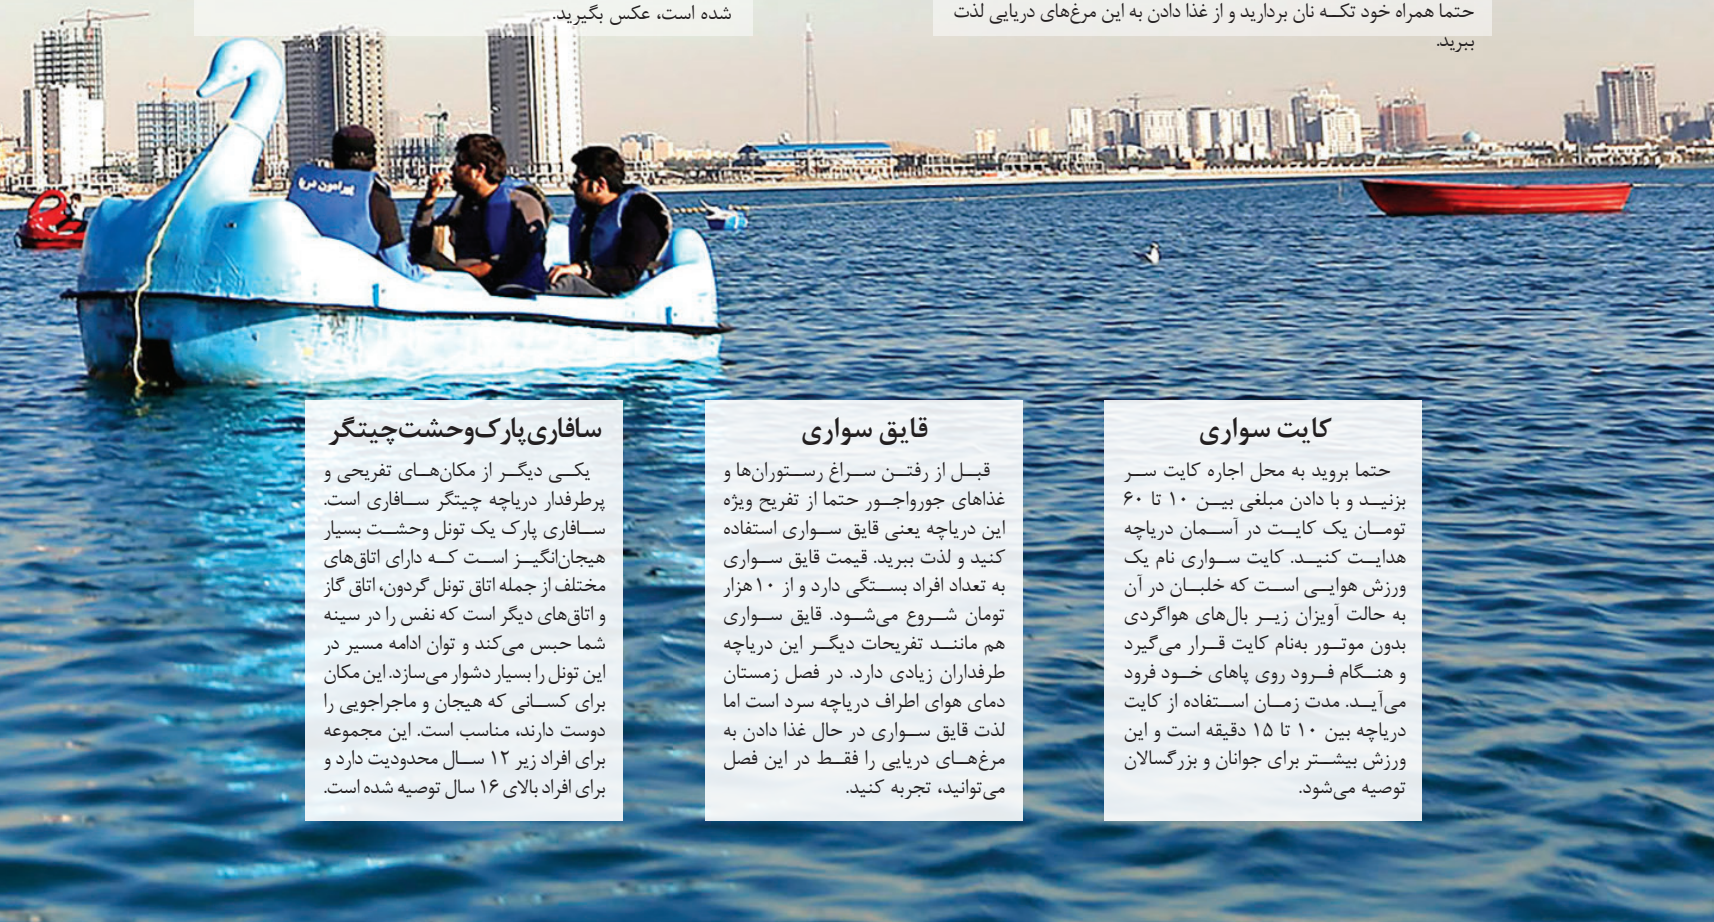 حتما همراه خود تکه نان بردارید و از غذا دادن به این مرغ‌های دریایی لذت
ببرید.
شده است، عکس بگیرید.
پیرامون دریا
کایت سواری
حتما بروید به محل اجاره کایت سر
بزنید و با دادن مبلغی بین ۱۰ تا ۶۰
تومان یک کایت در آسمان دریاچه
هدایت کنید. کایت سواری نام یک
ورزش هوایی است که خلبان در آن
به حالت آویزان زیر بال‌های هواگردی
بدون موتور به‌نام کایت قرار می‌گیرد
و هنگام فرود روی پاهای خود فرود
می‌آید. مدت زمان استفاده از کایت
دریاچه بین ۱۰ تا ۱۵ دقیقه است و این
ورزش بیشتر برای جوانان و بزرگسالان
توصیه می‌شود.
قایق سواری
قبل از رفتن سراغ رستوران‌ها و
غذاهای جورواجور حتما از تفریح ویژه
این دریاچه یعنی قایق سواری استفاده
کنید و لذت ببرید. قیمت قایق سواری
به تعداد افراد بستگی دارد و از ۱۰هزار
تومان شروع می‌شود. قایق سواری
هم مانند تفریحات دیگر این دریاچه
طرفداران زیادی دارد. در فصل زمستان
دمای هوای اطراف دریاچه سرد است اما
لذت قایق سواری در حال غذا دادن به
مرغ‌های دریایی را فقط در این فصل
می‌توانید، تجربه کنید.
سافاری‌پارک‌وحشت‌چیتگر
یکی دیگر از مکان‌های تفریحی و
پرطرفدار دریاچه چیتگر سافاری است.
سافاری پارک یک تونل وحشت بسیار
هیجان‌انگیز است که دارای اتاق‌های
مختلف از جمله اتاق تونل گردون، اتاق گاز
و اتاق‌های دیگر است که نفس را در سینه
شما حبس می‌کند و توان ادامه مسیر در
این تونل را بسیار دشوار می‌سازد. این مکان
برای کسانی که هیجان و ماجراجویی را
دوست دارند، مناسب است. این مجموعه
برای افراد زیر ۱۲ سال محدودیت دارد و
برای افراد بالای ۱۶ سال توصیه شده است.